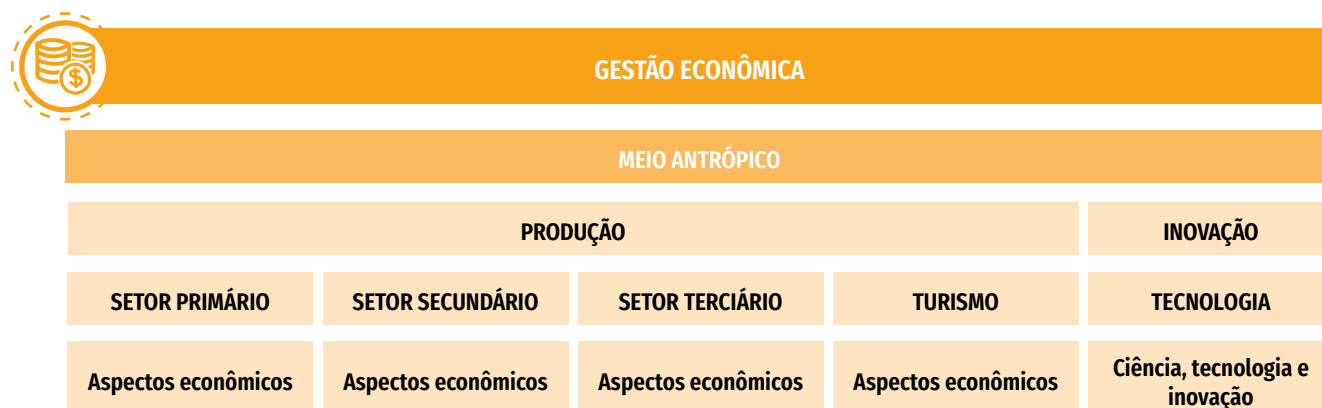 $
GESTÃO ECONÔMICA
MEIO ANTRÓPICO
PRODUÇÃO
INOVAÇÃO
SETOR PRIMÁRIO
SETOR SECUNDÁRIO
SETOR TERCIÁRIO
TURISMO
TECNOLOGIA
Aspectos econômicos
Aspectos econômicos
Aspectos econômicos
Aspectos econômicos
Ciência, tecnologia e
inovação